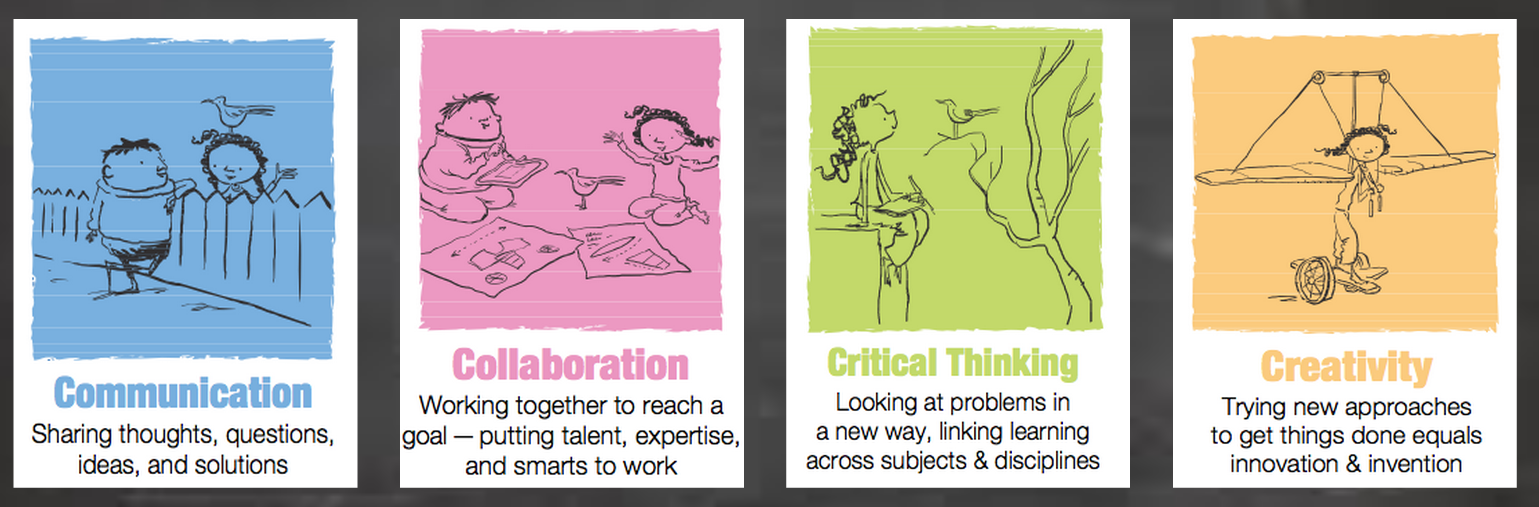 Communication
Sharing thoughts, questions,
ideas, and solutions
Collaboration
Working together to reach a
goal — putting talent, expertise,
and smarts to work
Critical Thinking
Looking at problems in
a new way, linking learning
across subjects & disciplines
Creativity
Trying new approaches
to get things done equals
innovation & invention